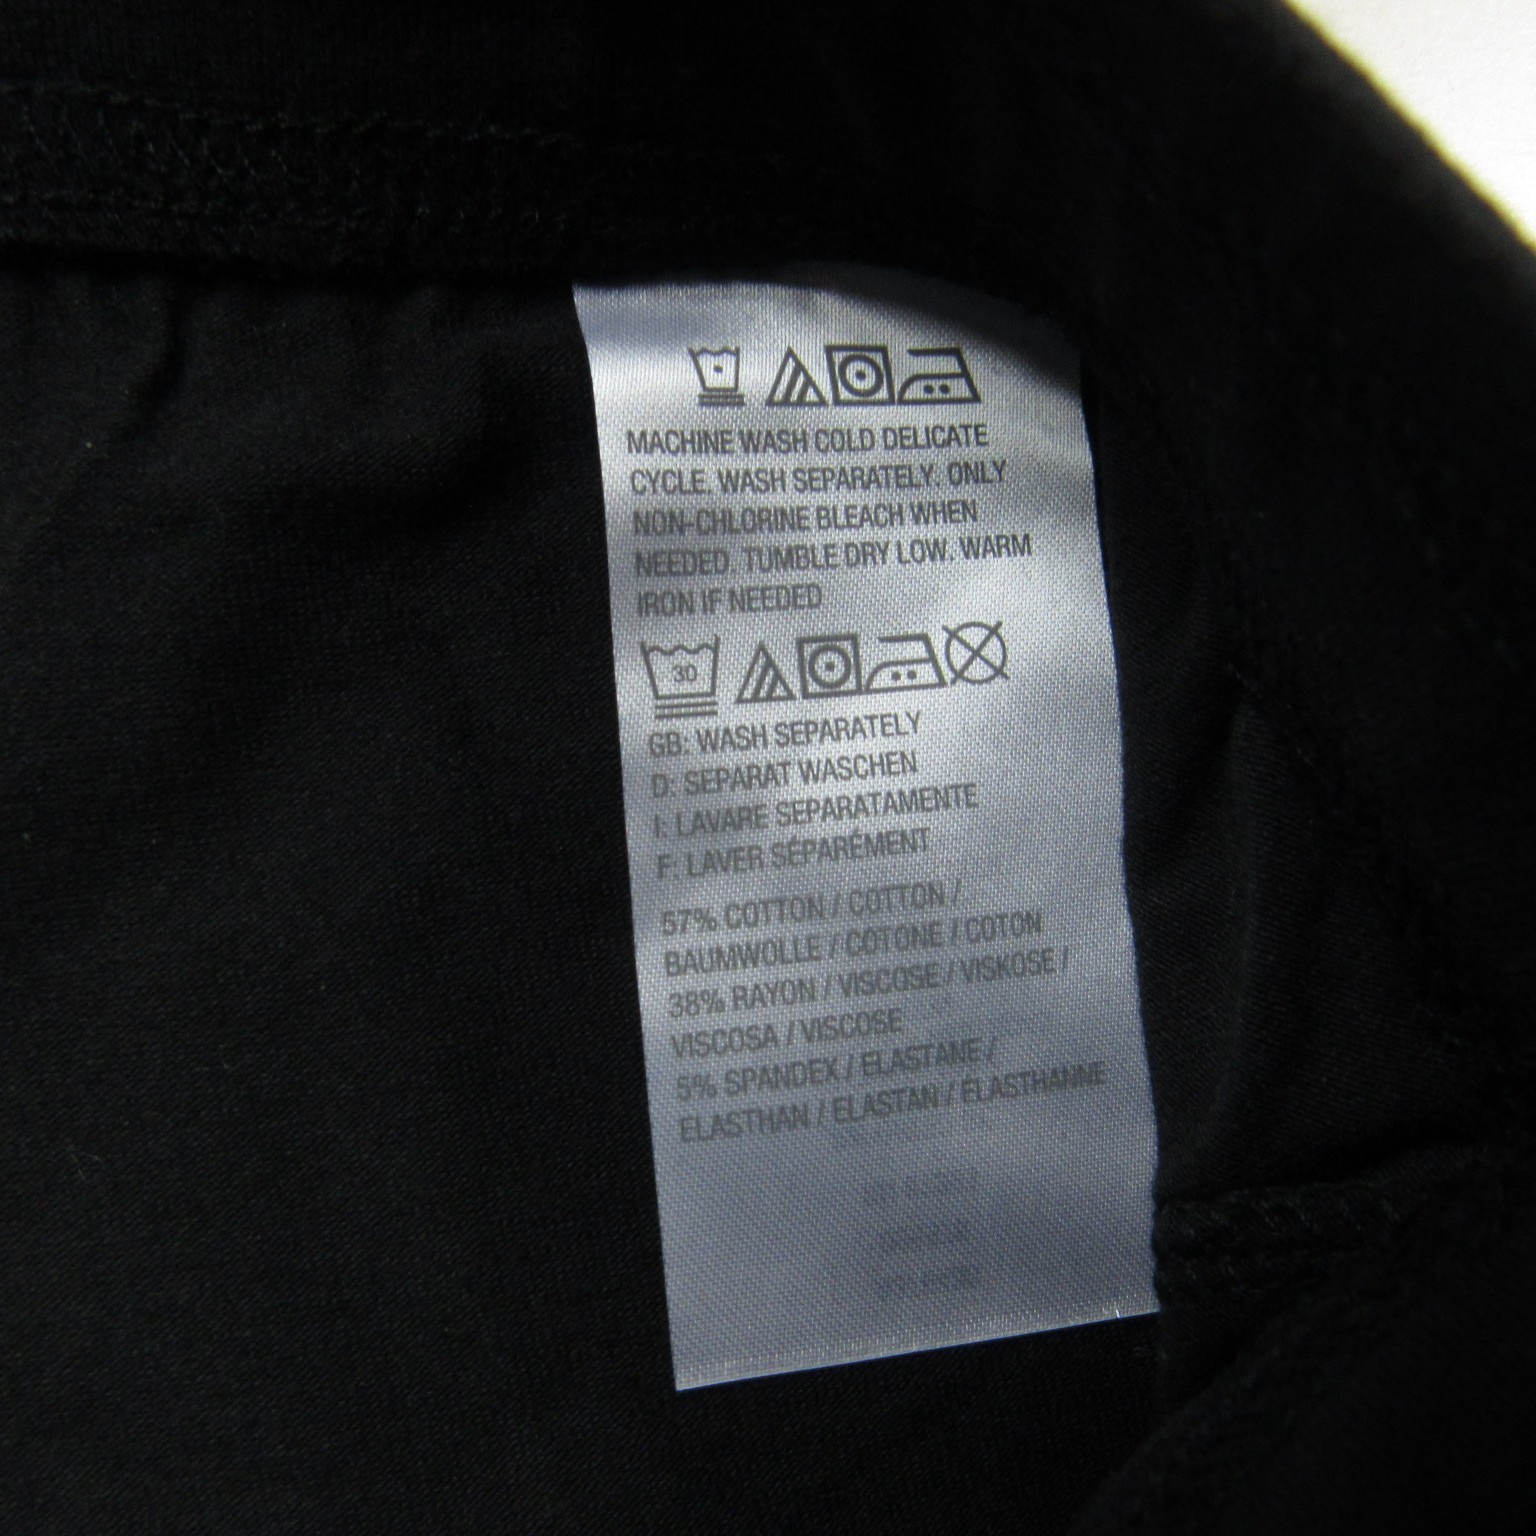 MACHINE WASH COLD DELICATE
CYCLE. WASH SEPARATELY. ONLY
NON-CHLORINE BLEACH WHEN
NEEDED. TUMBLE DRY LOW. WARM
IRON IF NEEDED
30
GB: WASH SEPARATELY
D: SEPARAT WASCHEN
I: LAVARE SEPARATAMENTE
F: LAVER SÉPARÉMENT
57% COTTON / COTTON /
BAUMWOLLE / COTONE / COTON
38% RAYON / VISCOSE / VISKOSE /
VISCOSA / VISCOSE
5% SPANDEX / ELASTANE /
ELASTHAN / ELASTAN / ELASTHANNE